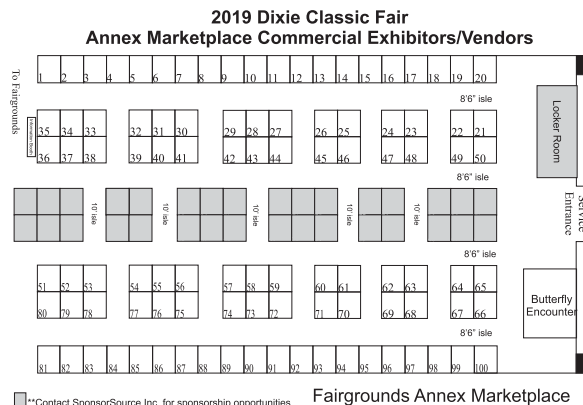 2019 Dixie Classic Fair
Annex Marketplace Commercial Exhibitors/Vendors
To Fairgrounds
1 2 3 4 5 6 7 8 9 10 11 12 13 14 15 16 17 18 19 20
8'6" isle
Locker Room
Information Booth
35 34 33 32 31 30 29 28 27 26 25 24 23 22 21
36 37 38 39 40 41 42 43 44 45 46 47 48 49 50
8'6" isle
10' isle
10' isle
10' isle
10' isle
10' isle
Service
Entrance
8'6" isle
51 52 53 54 55 56 57 58 59 60 61 62 63 64 65
80 79 78 77 76 75 74 73 72 71 70 69 68 67 66
Butterfly
Encounter
8'6" isle
81 82 83 84 85 86 87 88 89 90 91 92 93 94 95 96 97 98 99 100
**Contact SponsorSource Inc. for sponsorship opportunities
Fairgrounds Annex Marketplace